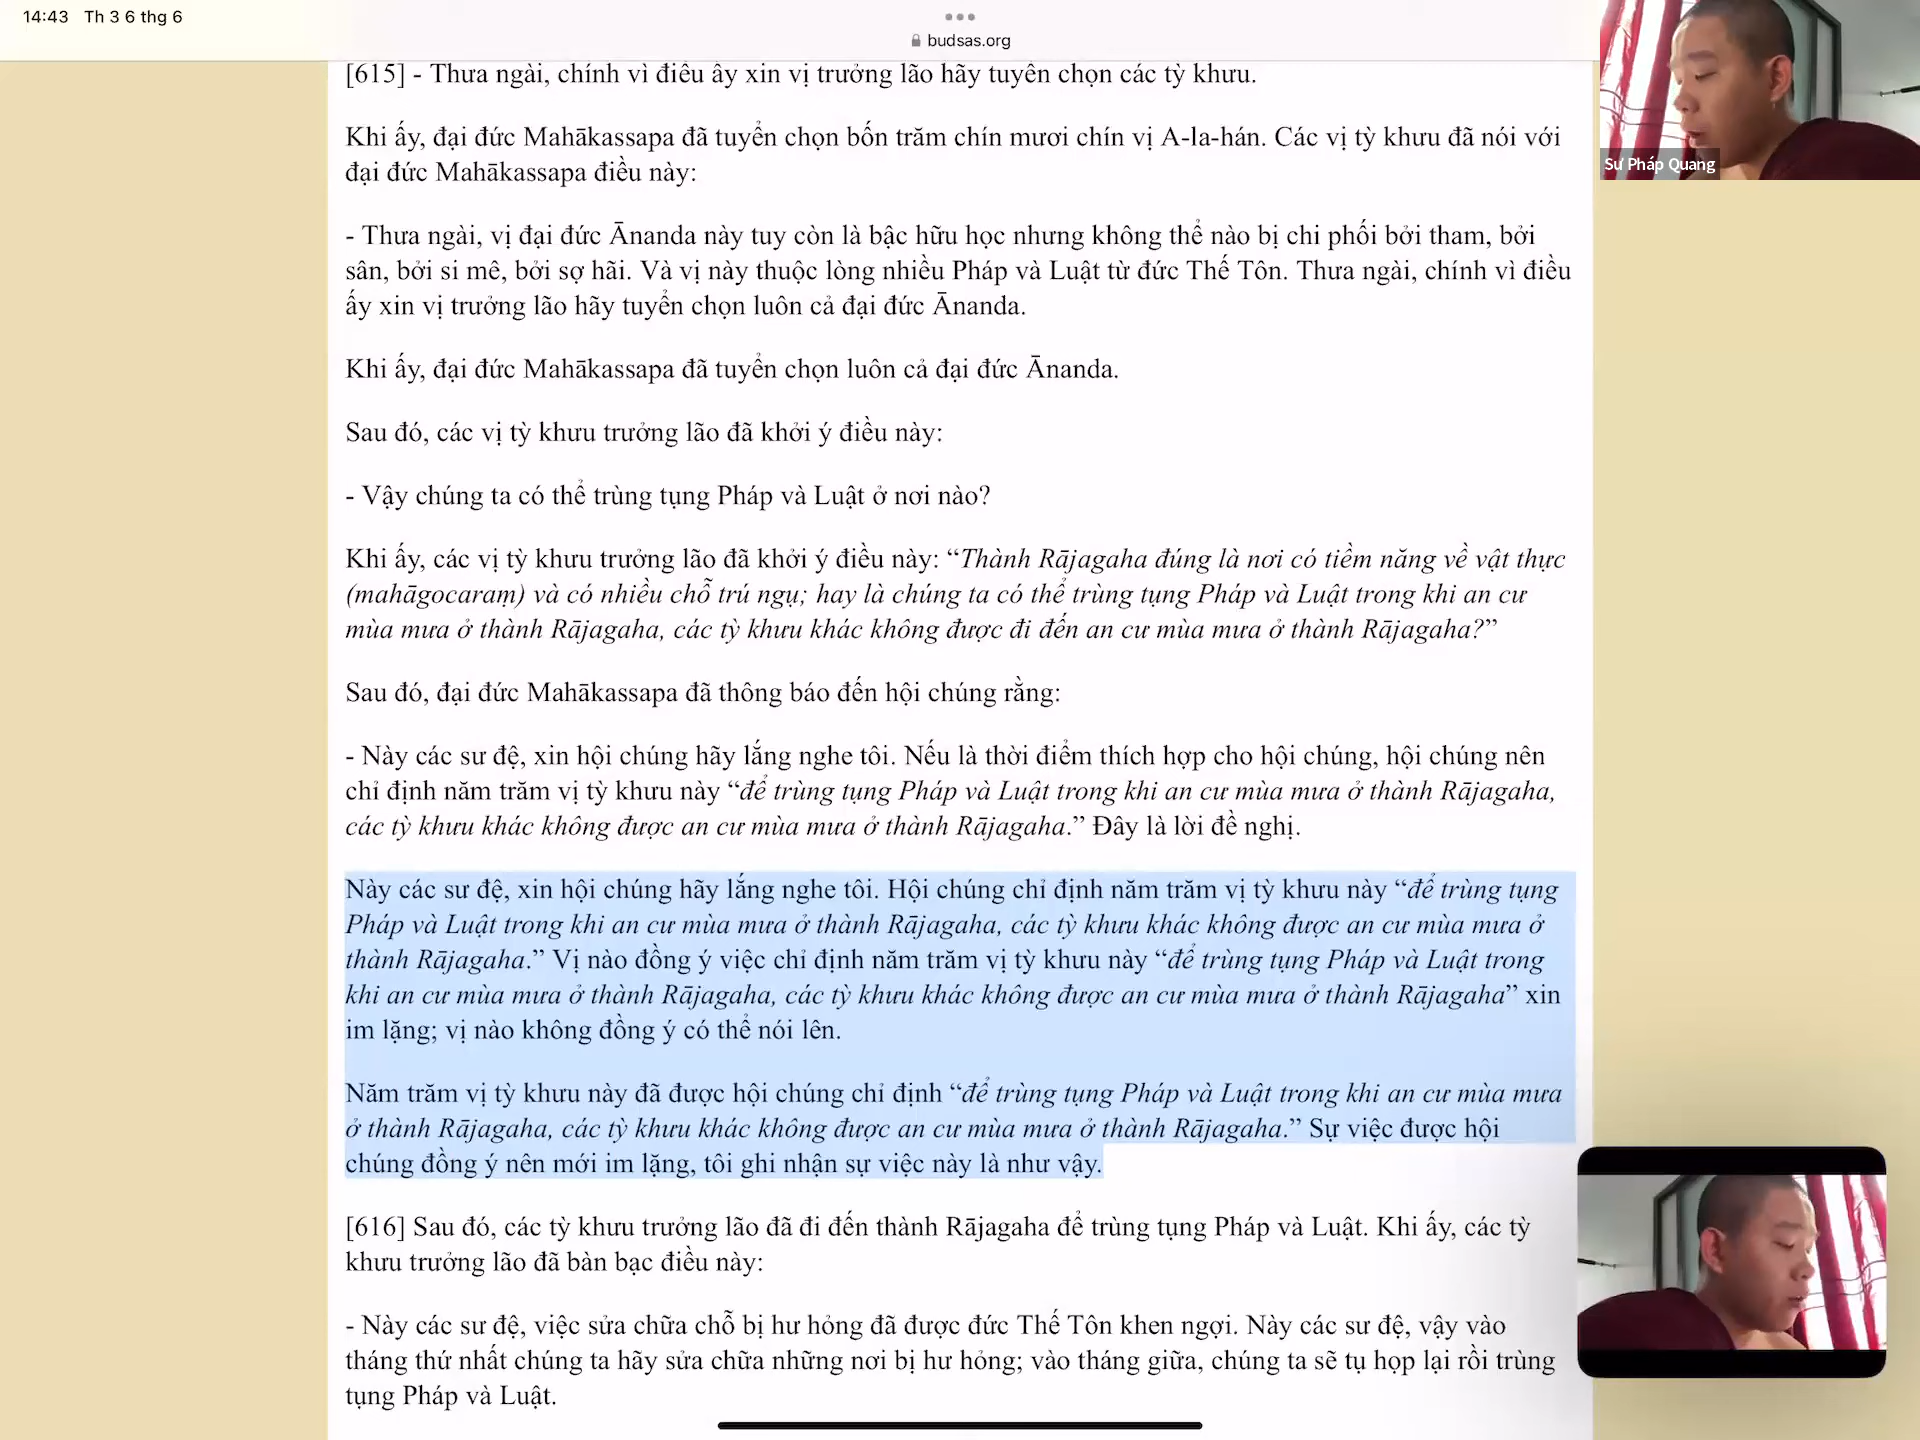 14:43 Th 3 6 thg 6
budsas.org
[615] - Thưa ngài, chính vì điều ấy xin vị trưởng lão hãy tuyển chọn các tỳ khưu.
Khi ấy, đại đức Mahākassapa đã tuyển chọn bốn trăm chín mươi chín vị A-la-hán. Các vị tỳ khưu đã nói với
đại đức Mahākassapa điều này:
- Thưa ngài, vị đại đức Ānanda này tuy còn là bậc hữu học nhưng không thể nào bị chi phối bởi tham, bởi
sân, bởi si mê, bởi sợ hãi. Và vị này thuộc lòng nhiều Pháp và Luật từ đức Thế Tôn. Thưa ngài, chính vì điều
ấy xin vị trưởng lão hãy tuyển chọn luôn cả đại đức Ānanda.
Khi ấy, đại đức Mahākassapa đã tuyển chọn luôn cả đại đức Ānanda.
Sau đó, các vị tỳ khưu trưởng lão đã khởi ý điều này:
- Vậy chúng ta có thể trùng tụng Pháp và Luật ở nơi nào?
Khi ấy, các vị tỳ khưu trưởng lão đã khởi ý điều này: “Thành Rājagaha đúng là nơi có tiềm năng về vật thực
(mahāgocaraṃ) và có nhiều chỗ trú ngụ; hay là chúng ta có thể trùng tụng Pháp và Luật trong khi an cư
mùa mưa ở thành Rājagaha, các tỳ khưu khác không được đi đến an cư mùa mưa ở thành Rājagaha?”
Sau đó, đại đức Mahākassapa đã thông báo đến hội chúng rằng:
- Này các sư đệ, xin hội chúng hãy lắng nghe tôi. Nếu là thời điểm thích hợp cho hội chúng, hội chúng nên
chỉ định năm trăm vị tỳ khưu này “để trùng tụng Pháp và Luật trong khi an cư mùa mưa ở thành Rājagaha,
các tỳ khưu khác không được an cư mùa mưa ở thành Rājagaha.” Đây là lời đề nghị.
Này các sư đệ, xin hội chúng hãy lắng nghe tôi. Hội chúng chỉ định năm trăm vị tỳ khưu này “để trùng tụng
Pháp và Luật trong khi an cư mùa mưa ở thành Rājagaha, các tỳ khưu khác không được an cư mùa mưa ở
thành Rājagaha.” Vị nào đồng ý việc chỉ định năm trăm vị tỳ khưu này “để trùng tụng Pháp và Luật trong
khi an cư mùa mưa ở thành Rājagaha, các tỳ khưu khác không được an cư mùa mưa ở thành Rājagaha” xin
im lặng; vị nào không đồng ý có thể nói lên.
Năm trăm vị tỳ khưu này đã được hội chúng chỉ định “để trùng tụng Pháp và Luật trong khi an cư mùa mưa
ở thành Rājagaha, các tỳ khưu khác không được an cư mùa mưa ở thành Rājagaha.” Sự việc được hội
chúng đồng ý nên mới im lặng, tôi ghi nhận sự việc này là như vậy.
[616] Sau đó, các tỳ khưu trưởng lão đã đi đến thành Rājagaha để trùng tụng Pháp và Luật. Khi ấy, các tỳ
khưu trưởng lão đã bàn bạc điều này:
- Này các sư đệ, việc sửa chữa chỗ bị hư hỏng đã được đức Thế Tôn khen ngợi. Này các sư đệ, vậy vào
tháng thứ nhất chúng ta hãy sửa chữa những nơi bị hư hỏng; vào tháng giữa, chúng ta sẽ tụ họp lại rồi trùng
tụng Pháp và Luật.
Sư Pháp Quang